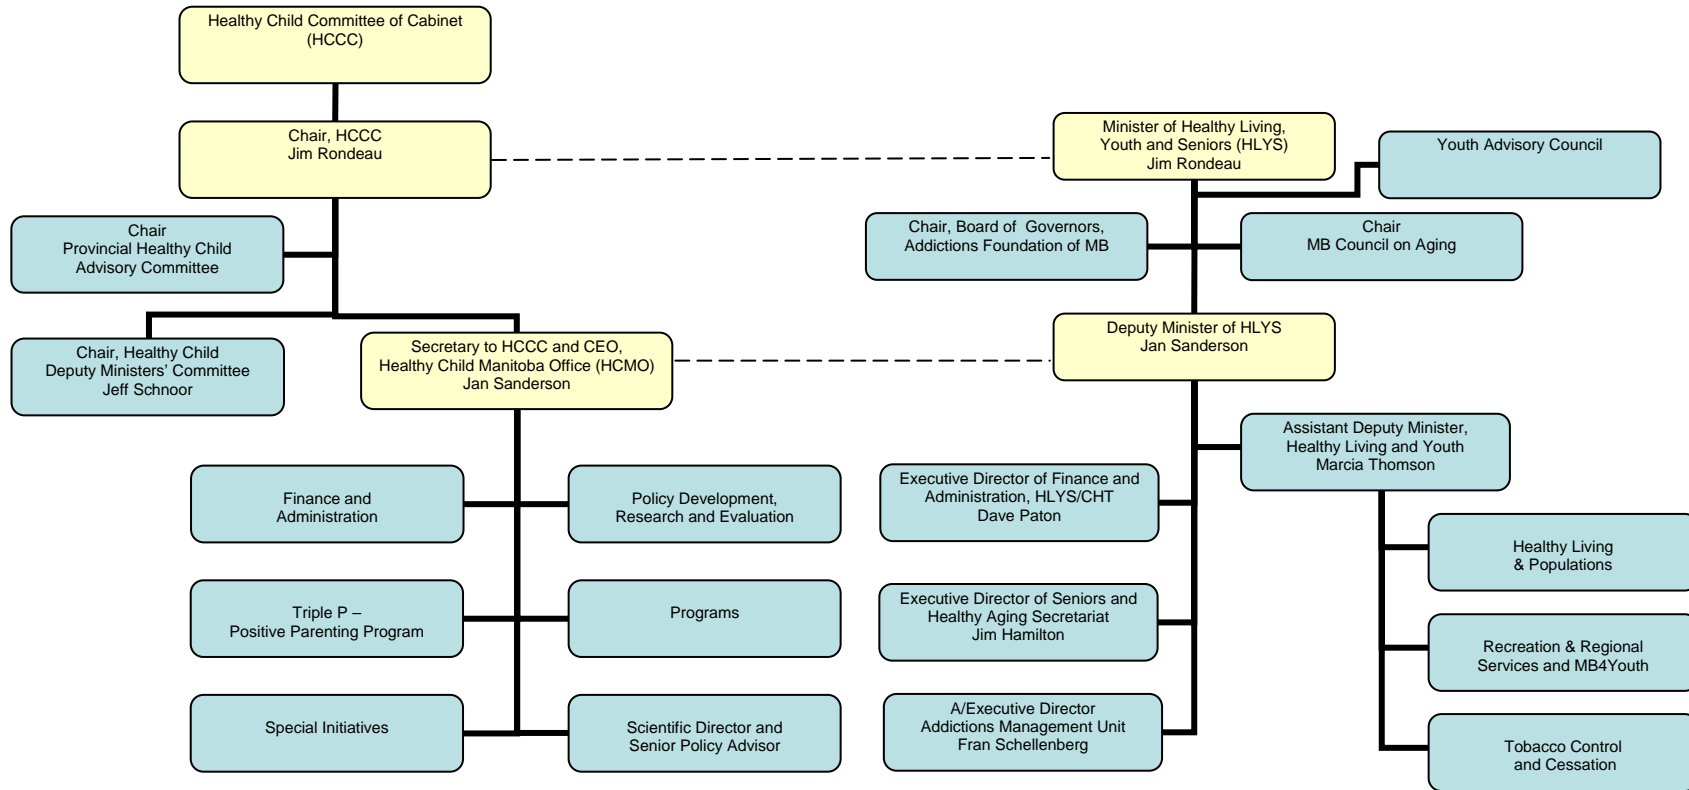 Healthy Child Committee of Cabinet
(HCCC)
Chair, HCCC
Jim Rondeau
Minister of Healthy Living,
Youth and Seniors (HLYS)
Jim Rondeau
Youth Advisory Council
Chair
Provincial Healthy Child
Advisory Committee
Chair, Board of Governors,
Addictions Foundation of MB
Chair
MB Council on Aging
Chair, Healthy Child
Deputy Ministers' Committee
Jeff Schnoor
Secretary to HCCC and CEO,
Healthy Child Manitoba Office (HCMO)
Jan Sanderson
Deputy Minister of HLYS
Jan Sanderson
Assistant Deputy Minister,
Healthy Living and Youth
Marcia Thomson
Finance and
Administration
Policy Development,
Research and Evaluation
Executive Director of Finance and
Administration, HLYS/CHT
Dave Paton
Healthy Living
& Populations
Triple P –
Positive Parenting Program
Programs
Executive Director of Seniors and
Healthy Aging Secretariat
Jim Hamilton
Recreation & Regional
Services and MB4Youth
Special Initiatives
Scientific Director and
Senior Policy Advisor
A/Executive Director
Addictions Management Unit
Fran Schellenberg
Tobacco Control
and Cessation